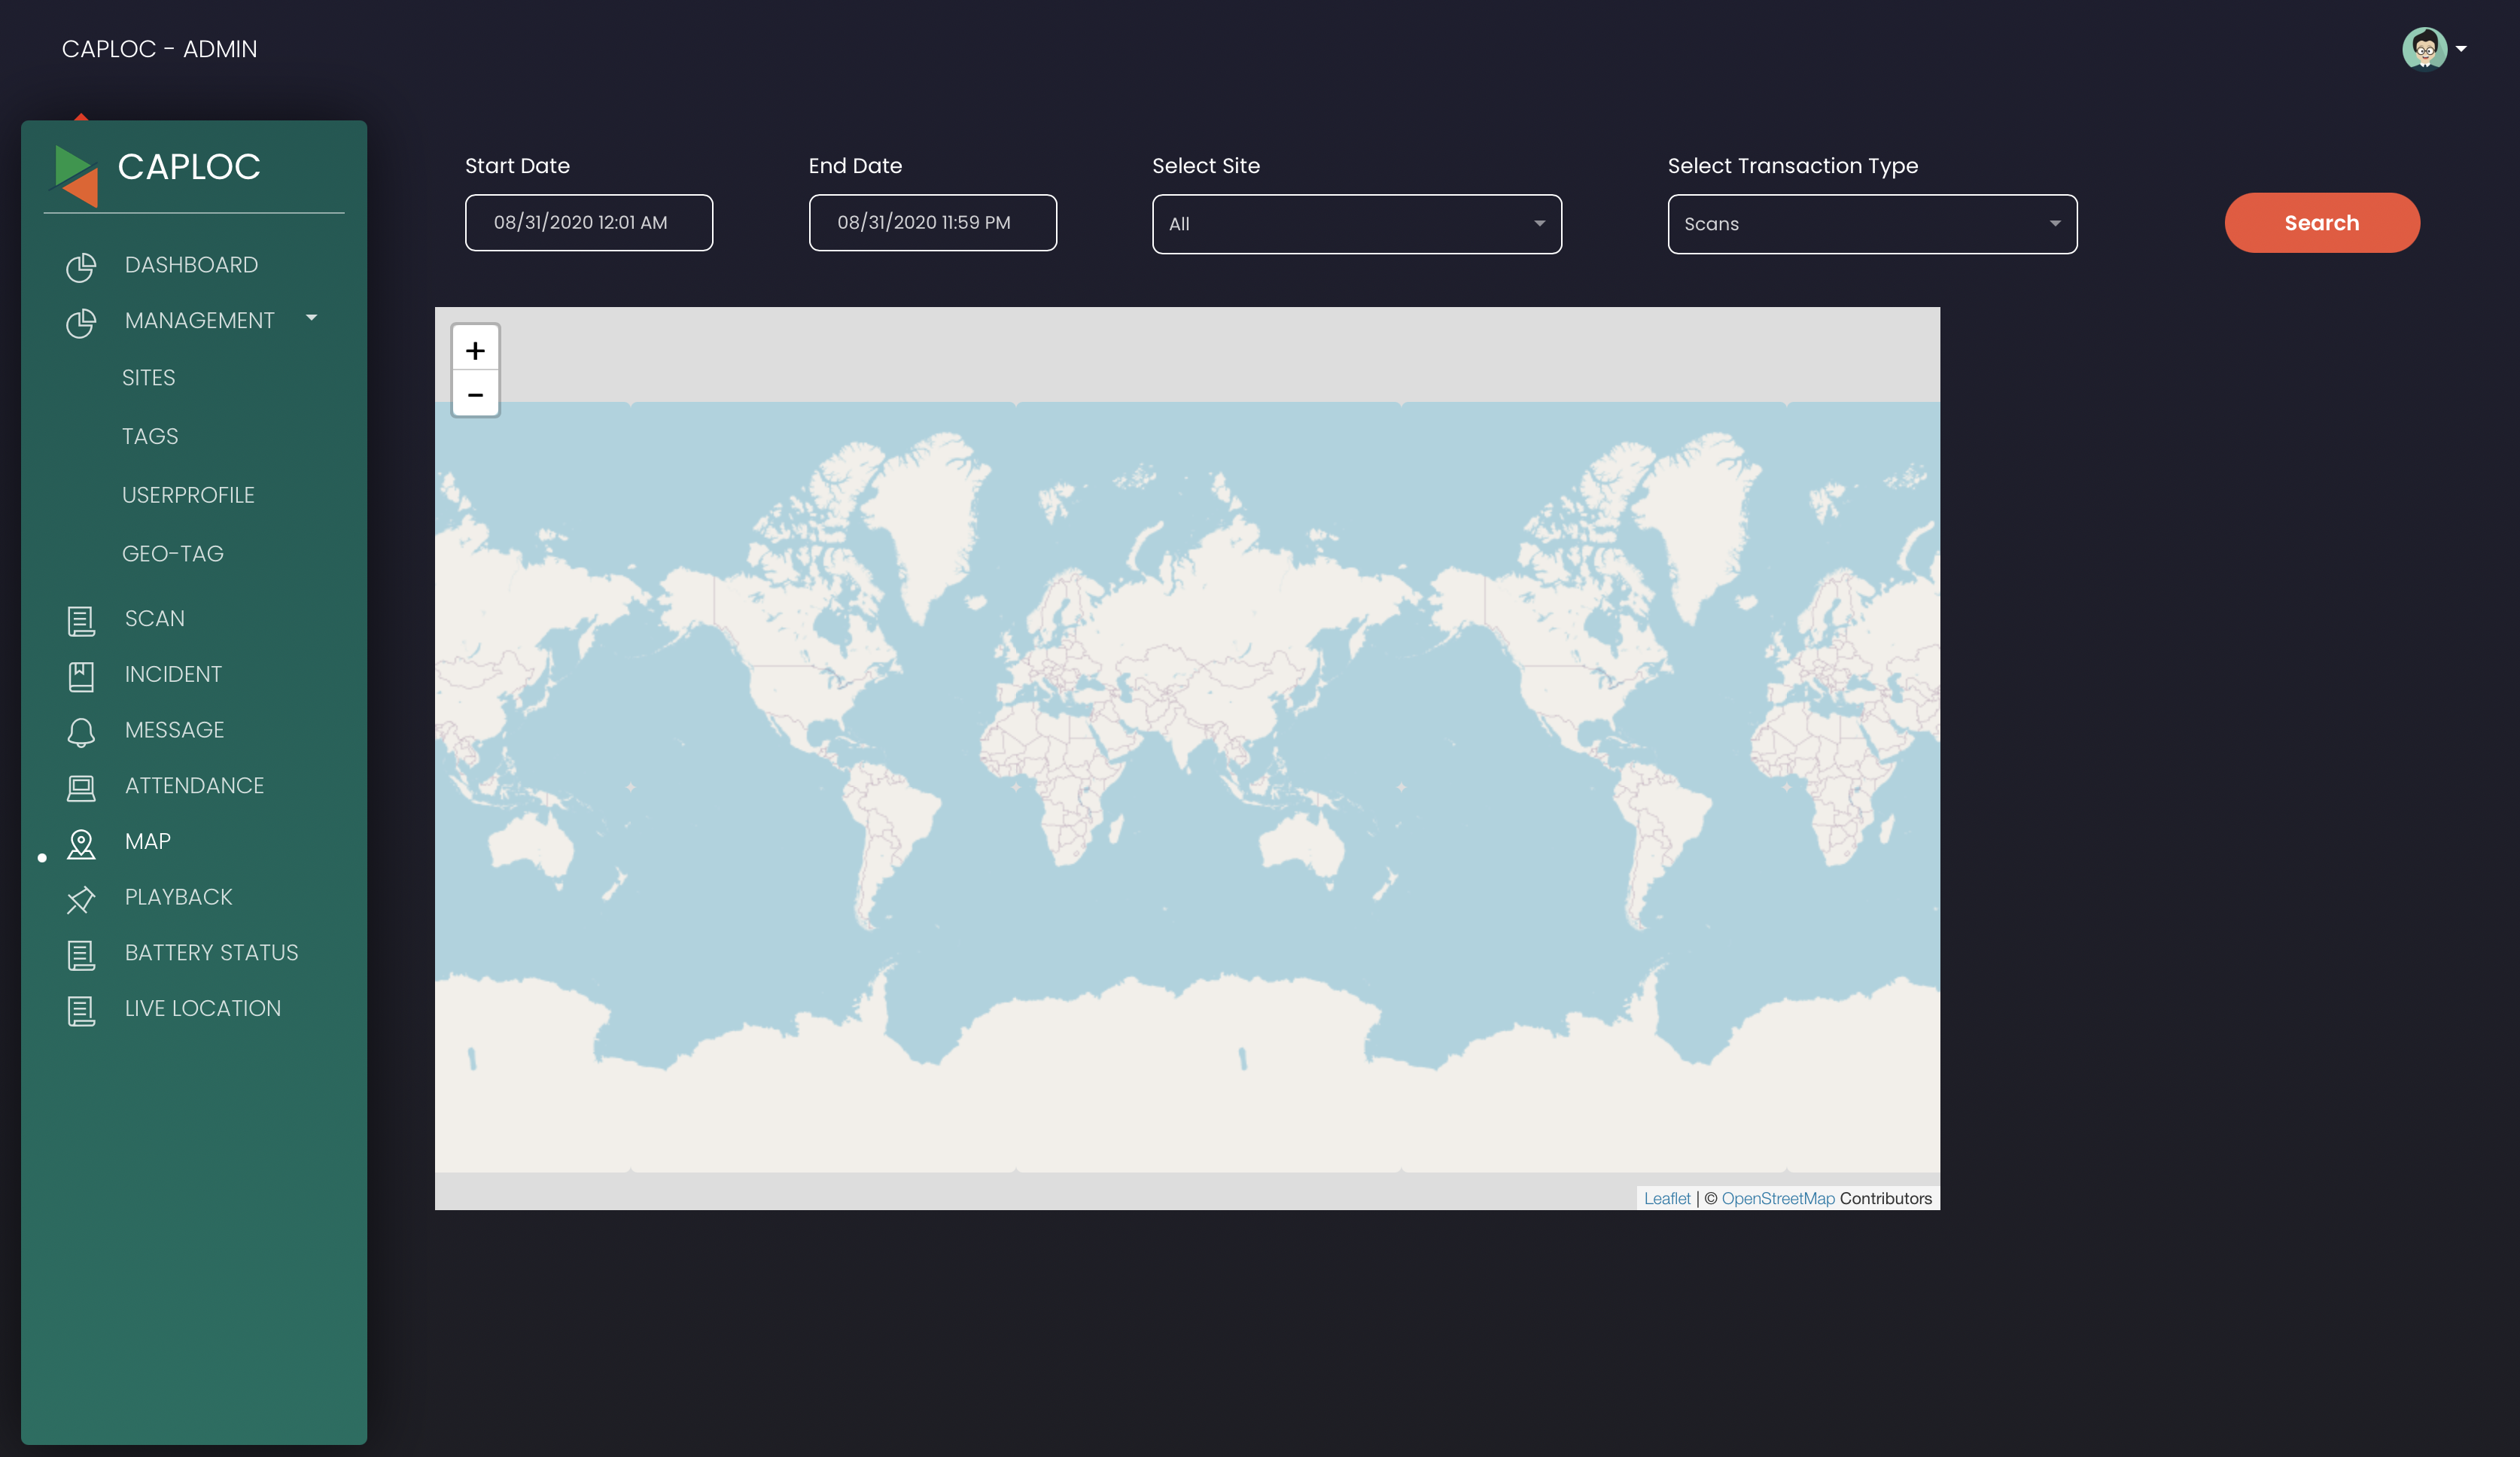 CAPLOC - ADMIN
CAPLOC
DASHBOARD
MANAGEMENT
SITES
TAGS
USERPROFILE
GEO-TAG
SCAN
INCIDENT
MESSAGE
ATTENDANCE
MAP
PLAYBACK
BATTERY STATUS
LIVE LOCATION
Start Date
08/31/2020 12:01 AM
End Date
08/31/2020 11:59 PM
Select Site
All
Select Transaction Type
Scans
Search
+
-
Leaflet | © OpenStreetMap Contributors